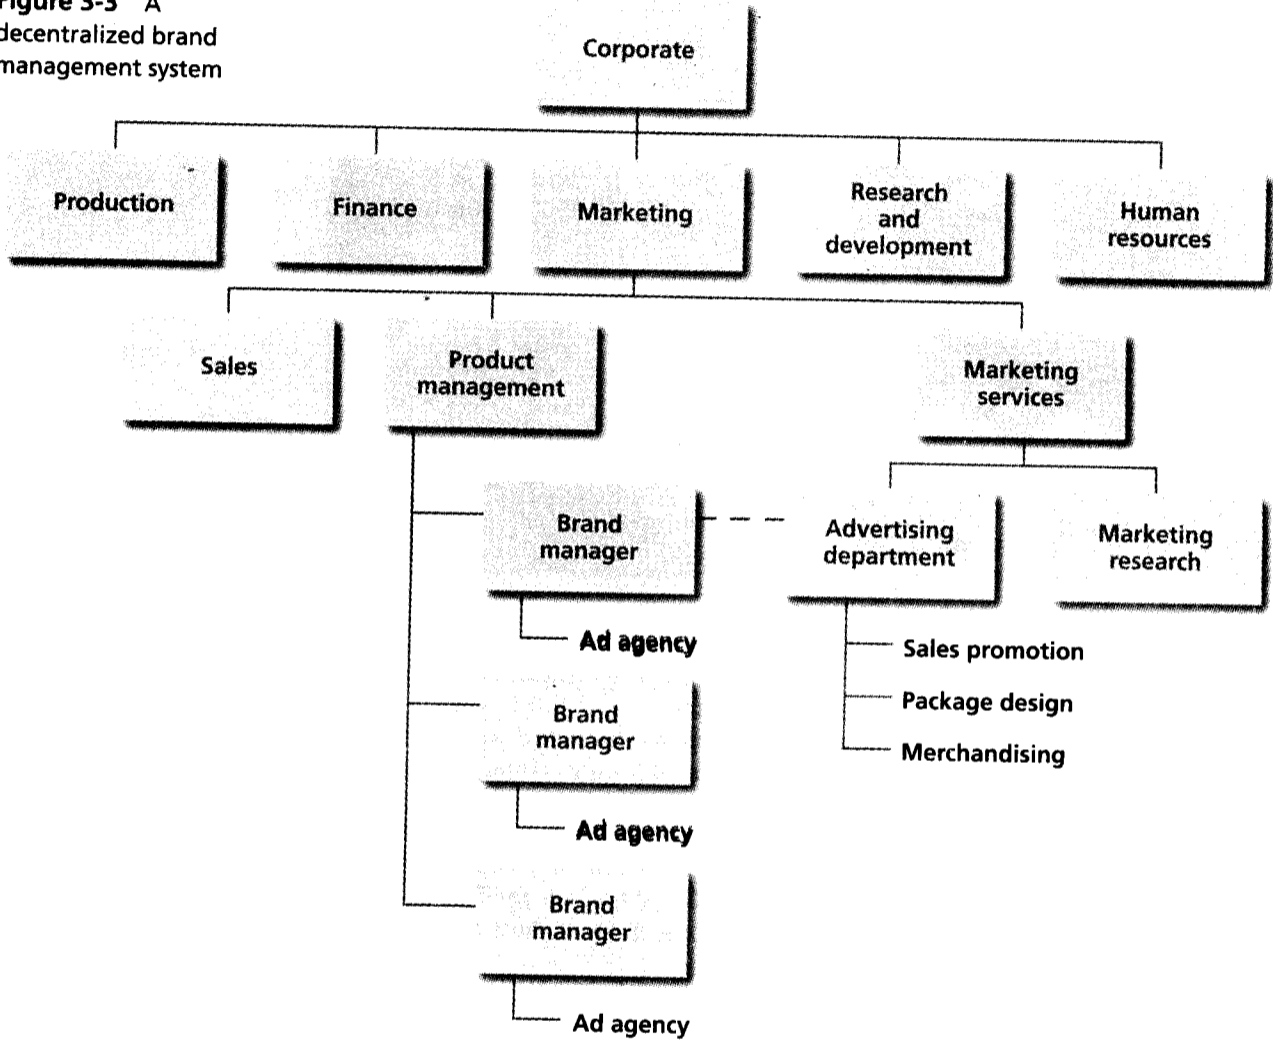 Figure 3-3 A
decentralized brand
management system
Corporate
Production
Finance
Marketing
Research
and
development
Human
resources
Sales
Product
management
Marketing
services
Brand
manager
Advertising
department
Marketing
research
Ad agency
Sales promotion
Package design
Merchandising
Brand
manager
Ad agency
Brand
manager
Ad agency